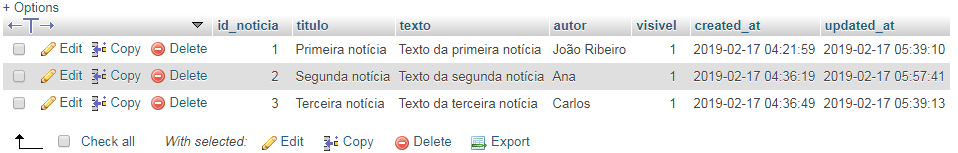 + Options
id_noticia titulo texto autor visivel created_at updated_at
Edit Copy Delete 1 Primeira notícia Texto da primeira notícia João Ribeiro 1 2019-02-17 04:21:59 2019-02-17 05:39:10
Edit Copy Delete 2 Segunda notícia Texto da segunda notícia Ana 1 2019-02-17 04:36:19 2019-02-17 05:57:41
Edit Copy Delete 3 Terceira notícia Texto da terceira notícia Carlos 1 2019-02-17 04:36:49 2019-02-17 05:39:13
Check all With selected: Edit Copy Delete Export